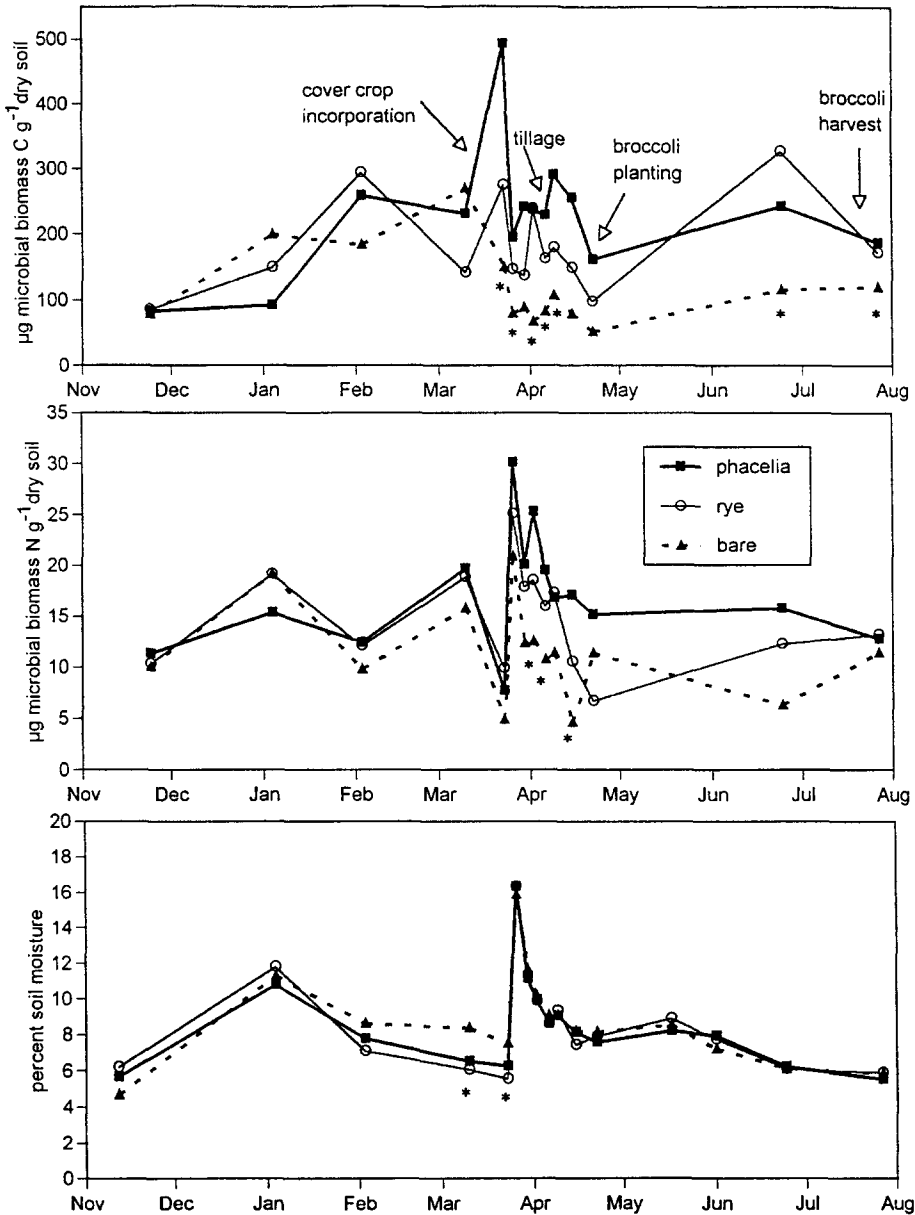 µg microbial biomass C g⁻¹dry soil
500
400
300
200
100
0
cover crop
incorporation
tillage
broccoli
planting
broccoli
harvest
*
*
*
*
*
*
*
Nov Dec Jan Feb Mar Apr May Jun Jul Aug
µg microbial biomass N g⁻¹dry soil
35
30
25
20
15
10
5
0
phacelia
rye
bare
*
*
*
Nov Dec Jan Feb Mar Apr May Jun Jul Aug
percent soil moisture
20
18
16
14
12
10
8
6
4
2
0
*
*
Nov Dec Jan Feb Mar Apr May Jun Jul Aug